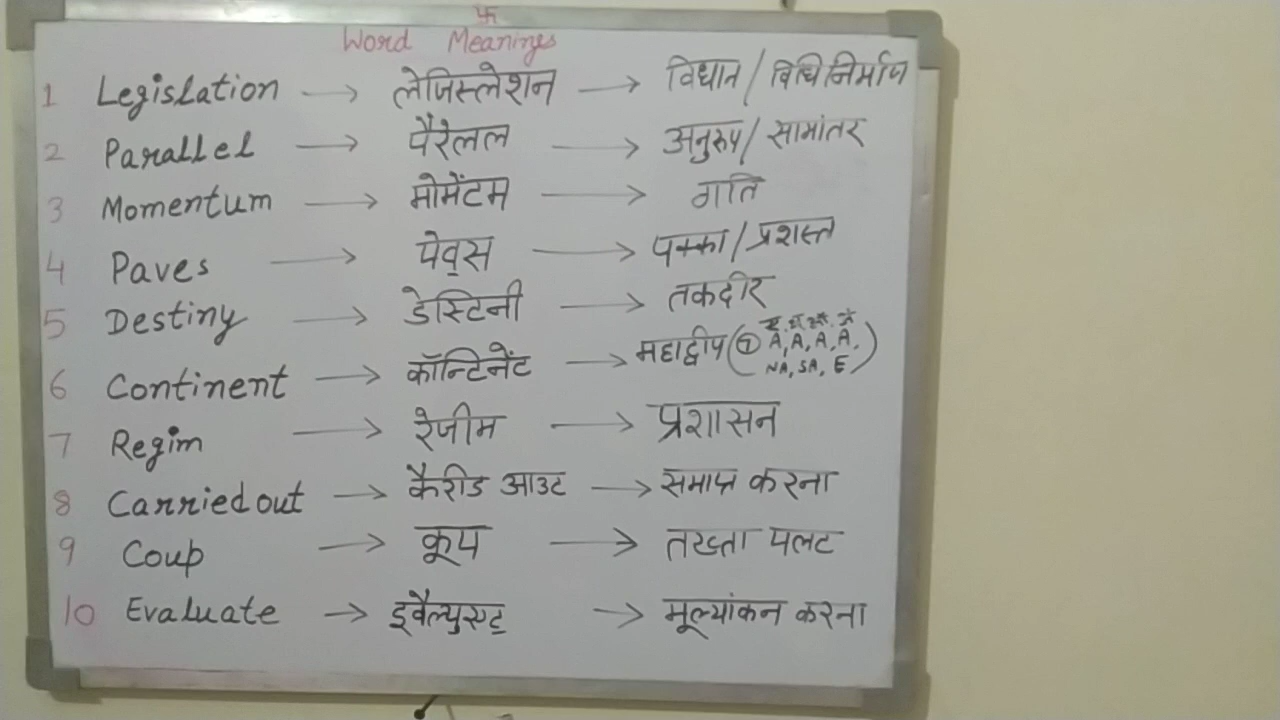 卐
Word Meanings
1 Legislation → लेजिस्लेशन → विधान / विधि निर्माण
2 Parallel → पैरेलल → अनुरुप / सामांतर
3 Momentum → मोमेंटम → गति
4 Paves → पेव्स → पक्का / प्रशस्त
5 Destiny → डेस्टिनी → तकदीर
6 Continent → कॉन्टिनेंट → महाद्वीप (7 A, A, A, A, NA, SA, E)
7 Regim → रेजीम → प्रशासन
8 Carried out → कैरीड आउट → समाप्त करना
9 Coup → कूप → तख्ता पलट
10 Evaluate → इवैल्युएट् → मूल्यांकन करना